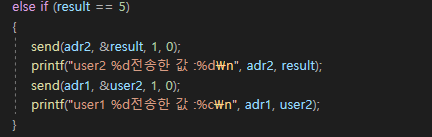 else if (result == 5)
{
send(adr2, &result, 1, 0);
printf("user2 %d전송한 값 :%d₩n", adr2, result);
send(adr1, &user2, 1, 0);
printf("user1 %d전송한 값 :%c₩n", adr1, user2);
}